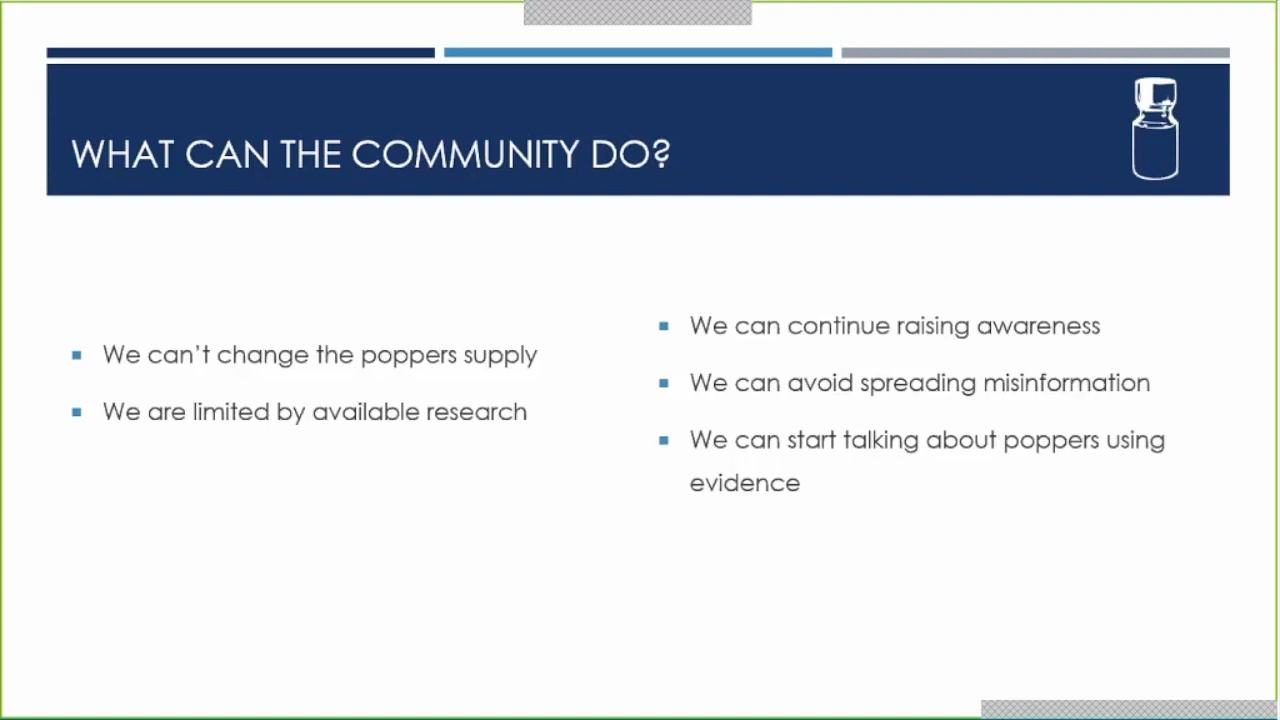 WHAT CAN THE COMMUNITY DO?
We can't change the poppers supply
We are limited by available research
We can continue raising awareness
We can avoid spreading misinformation
We can start talking about poppers using
evidence